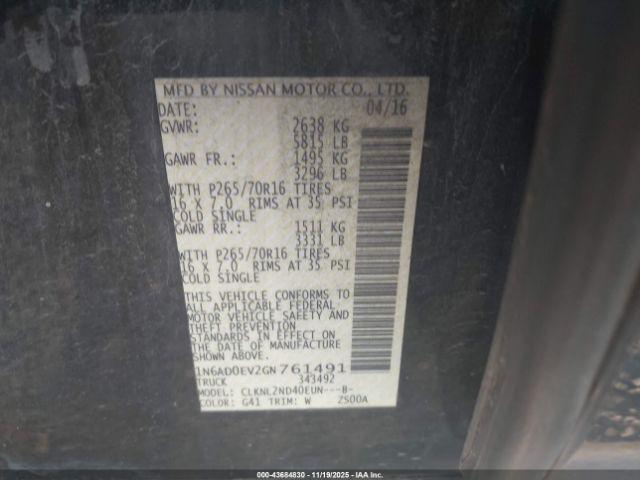 MFD BY NISSAN MOTOR CO., LTD.
DATE: 04/16
GVWR: 2638 KG
5815 LB
GAWR FR.: 1495 KG
3296 LB
WITH P265/70R16 TIRES
16 X 7.0 RIMS AT 35 PSI
COLD SINGLE
GAWR RR.: 1511 KG
3331 LB
WITH P265/70R16 TIRES
16 X 7.0 RIMS AT 35 PSI
COLD SINGLE
THIS VEHICLE CONFORMS TO
ALL APPLICABLE FEDERAL
MOTOR VEHICLE SAFETY AND
THEFT PREVENTION
STANDARDS IN EFFECT ON
THE DATE OF MANUFACTURE
SHOWN ABOVE.
1N6AD0EV2GN761491
TRUCK 343492
MODEL: CLKNL2ND40EUN---B-
COLOR: G41 TRIM: W ZS00A
000-43684830 - 11/19/2025 - IAA Inc.